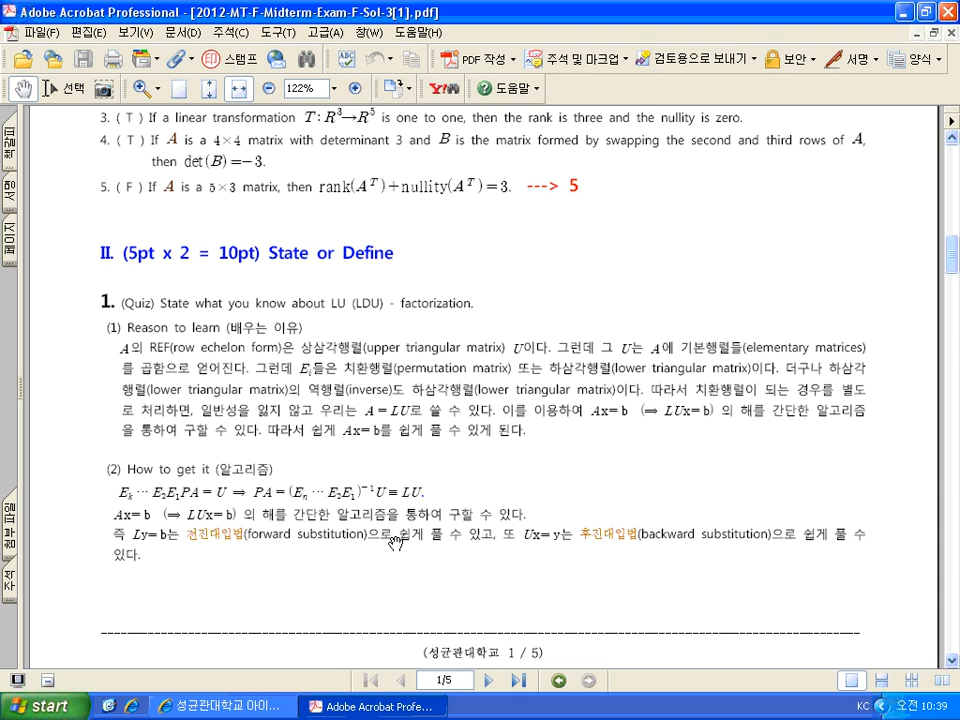 Adobe Acrobat Professional - [2012-MT-F-Midterm-Exam-F-Sol-3[1].pdf]
파일(F) 편집(E) 보기(V) 문서(D) 주석(C) 도구(T) 고급(A) 창(W) 도움말(H)
스탬프 PDF 작성 주석 및 마크업 검토용으로 보내기 보안 서명 양식
선택 122% Y! 도움말
책갈피
서명
페이지
첨부 파일
주석
3. ( T ) If a linear transformation T : R³→R⁵ is one to one, then the rank is three and the nullity is zero.
4. ( T ) If A is a 4×4 matrix with determinant 3 and B is the matrix formed by swapping the second and third rows of A,
then det(B) =−3.
5. ( F ) If A is a 5×3 matrix, then rank(Aᵀ)+nullity(Aᵀ)=3. ---> 5
II. (5pt x 2 = 10pt) State or Define
1. (Quiz) State what you know about LU (LDU) - factorization.
(1) Reason to learn (배우는 이유)
A의 REF(row echelon form)은 상삼각행렬(upper triangular matrix) U이다. 그런데 그 U는 A에 기본행렬들(elementary matrices)
를 곱함으로 얻어진다. 그런데 Eᵢ들은 치환행렬(permutation matrix) 또는 하삼각행렬(lower triangular matrix)이다. 더구나 하삼각
행렬(lower triangular matrix)의 역행렬(inverse)도 하삼각행렬(lower triangular matrix)이다. 따라서 치환행렬이 되는 경우를 별도
로 처리하면, 일반성을 잃지 않고 우리는 A = LU로 쓸 수 있다. 이를 이용하여 Ax=b (⟹ LUx=b) 의 해를 간단한 알고리즘
을 통하여 구할 수 있다. 따라서 쉽게 Ax=b를 쉽게 풀 수 있게 된다.
(2) How to get it (알고리즘)
Eₖ ⋯ E₂E₁PA = U ⇒ PA = (Eₙ ⋯ E₂E₁)⁻¹U ≡ LU.
Ax=b (⟹ LUx=b) 의 해를 간단한 알고리즘을 통하여 구할 수 있다.
즉 Ly=b는 전진대입법(forward substitution)으로 쉽게 풀 수 있고, 또 Ux=y는 후진대입법(backward substitution)으로 쉽게 풀 수
있다.
(성균관대학교 1 / 5)
1/5
start 성균관대학교 아이... Adobe Acrobat Profes... KC 오전 10:39